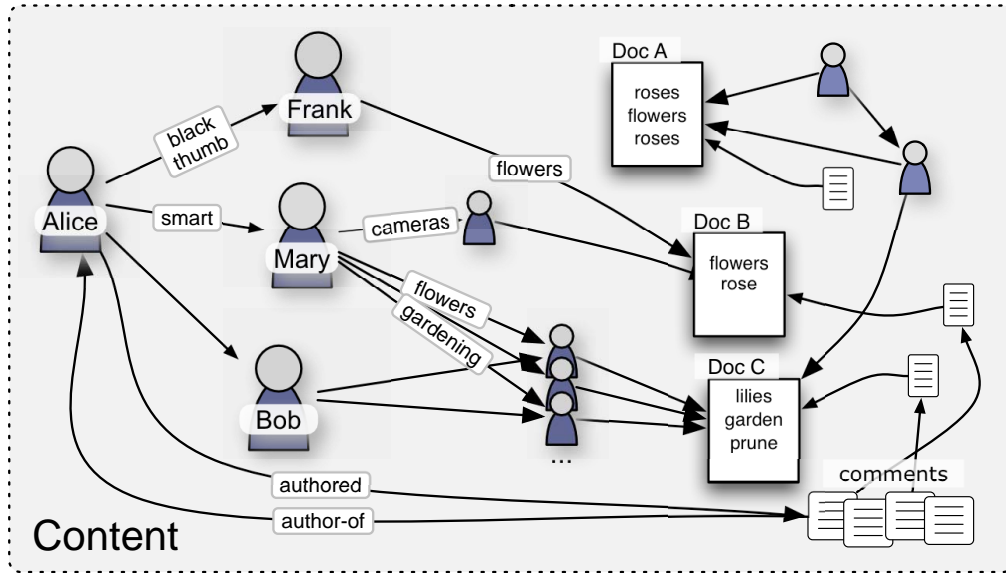 Doc A
roses
flowers
roses
Frank
black
thumb
flowers
Alice
smart
cameras
Mary
Doc B
flowers
rose
flowers
gardening
Doc C
lilies
garden
prune
Bob
...
comments
authored
author-of
Content